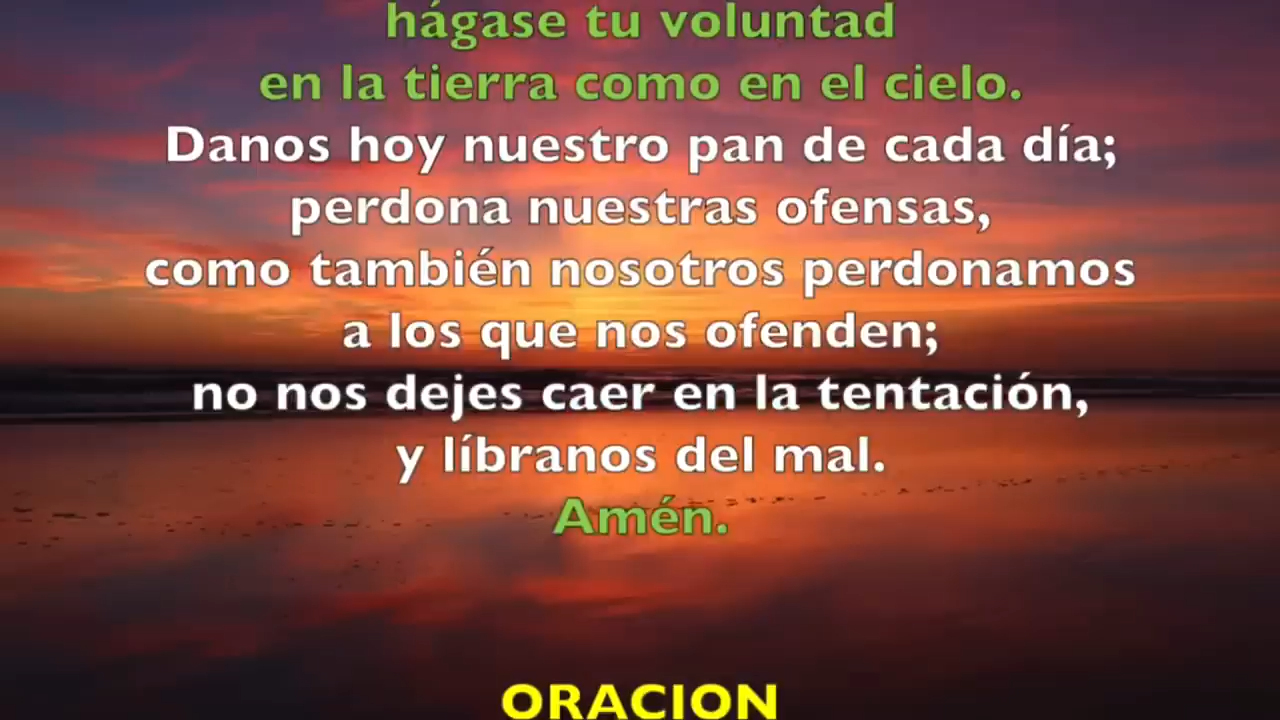 hágase tu voluntad
en la tierra como en el cielo.
Danos hoy nuestro pan de cada día;
perdona nuestras ofensas,
como también nosotros perdonamos
a los que nos ofenden;
no nos dejes caer en la tentación,
y líbranos del mal.
Amén.
ORACION